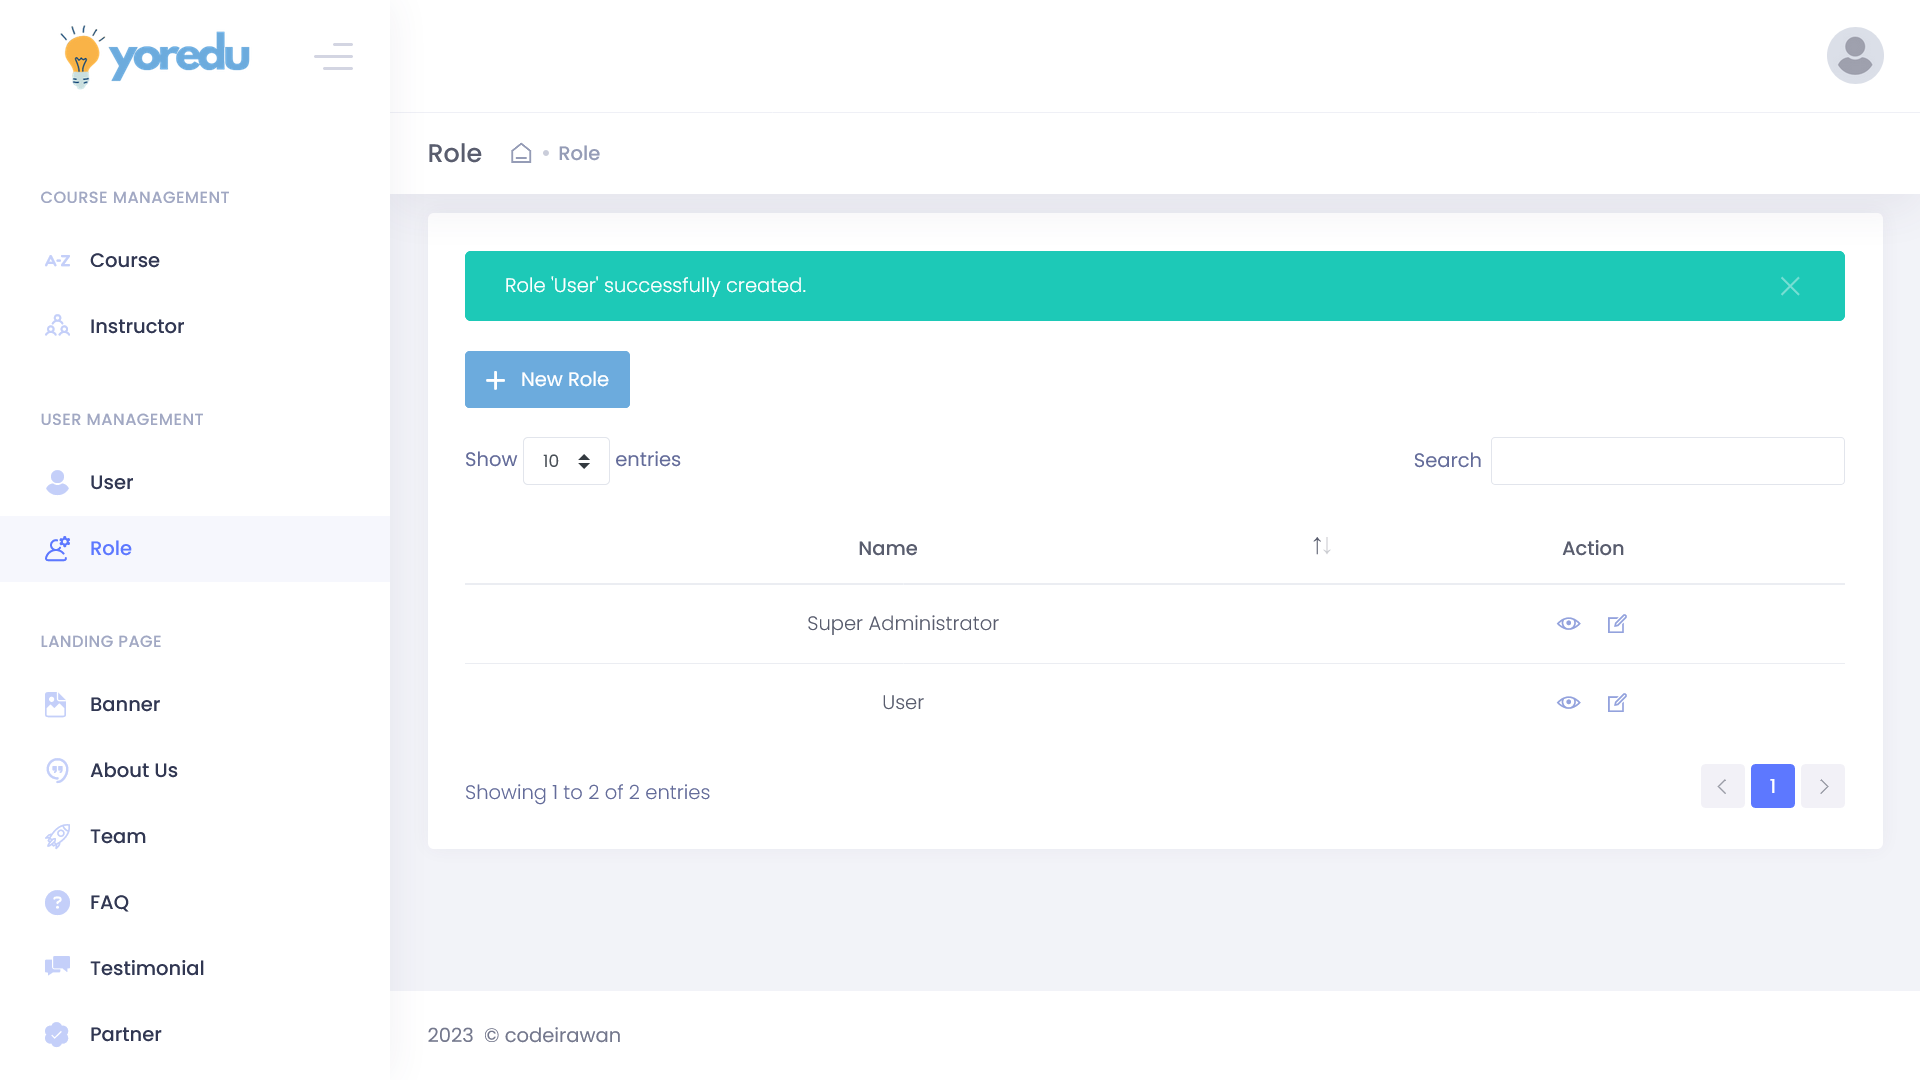 yoredu
Role
Role
COURSE MANAGEMENT
A-Z Course
Instructor
USER MANAGEMENT
User
Role
LANDING PAGE
Banner
About Us
Team
? FAQ
Testimonial
Partner
Role 'User' successfully created.
New Role
Show 10 entries
Search
Name Action
Super Administrator
User
Showing 1 to 2 of 2 entries
1
2023 © codeirawan